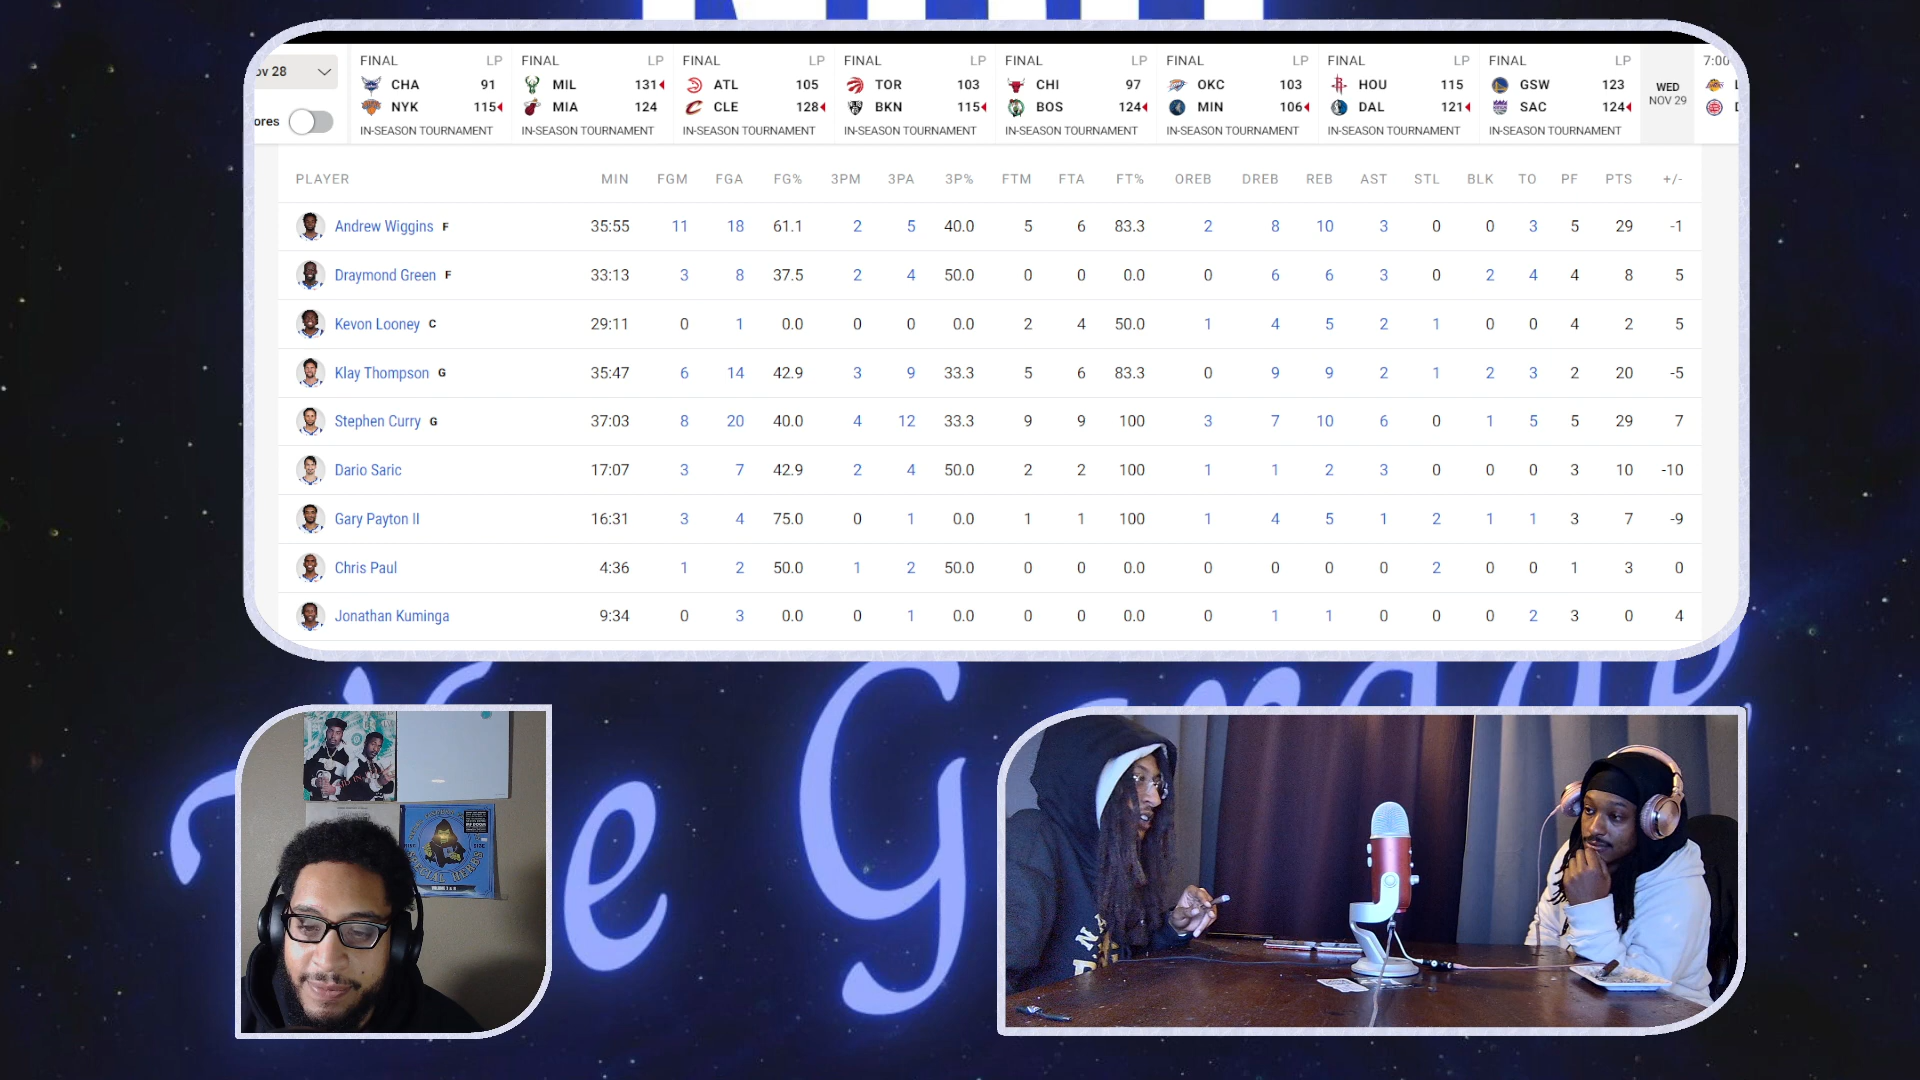 FINAL LP FINAL LP FINAL LP FINAL LP FINAL LP FINAL LP FINAL LP FINAL LP 7:00
ov 28 CHA 91 MIL 131 ATL 105 TOR 103 CHI 97 OKC 103 HOU 115 GSW 123 WED
NYK 115 MIA 124 CLE 128 BKN 115 BOS 124 MIN 106 DAL 121 SAC 124 NOV 29
ores IN-SEASON TOURNAMENT IN-SEASON TOURNAMENT IN-SEASON TOURNAMENT IN-SEASON TOURNAMENT IN-SEASON TOURNAMENT IN-SEASON TOURNAMENT IN-SEASON TOURNAMENT IN-SEASON TOURNAMENT
PLAYER MIN FGM FGA FG% 3PM 3PA 3P% FTM FTA FT% OREB DREB REB AST STL BLK TO PF PTS +/-
Andrew Wiggins F 35:55 11 18 61.1 2 5 40.0 5 6 83.3 2 8 10 3 0 0 3 5 29 -1
Draymond Green F 33:13 3 8 37.5 2 4 50.0 0 0 0.0 0 6 6 3 0 2 4 4 8 5
Kevon Looney C 29:11 0 1 0.0 0 0 0.0 2 4 50.0 1 4 5 2 1 0 0 4 2 5
Klay Thompson G 35:47 6 14 42.9 3 9 33.3 5 6 83.3 0 9 9 2 1 2 3 2 20 -5
Stephen Curry G 37:03 8 20 40.0 4 12 33.3 9 9 100 3 7 10 6 0 1 5 5 29 7
Dario Saric 17:07 3 7 42.9 2 4 50.0 2 2 100 1 1 2 3 0 0 0 3 10 -10
Gary Payton II 16:31 3 4 75.0 0 1 0.0 1 1 100 1 4 5 1 2 1 1 3 7 -9
Chris Paul 4:36 1 2 50.0 1 2 50.0 0 0 0.0 0 0 0 0 2 0 0 1 3 0
Jonathan Kuminga 9:34 0 3 0.0 0 1 0.0 0 0 0.0 0 1 1 0 0 0 2 3 0 4